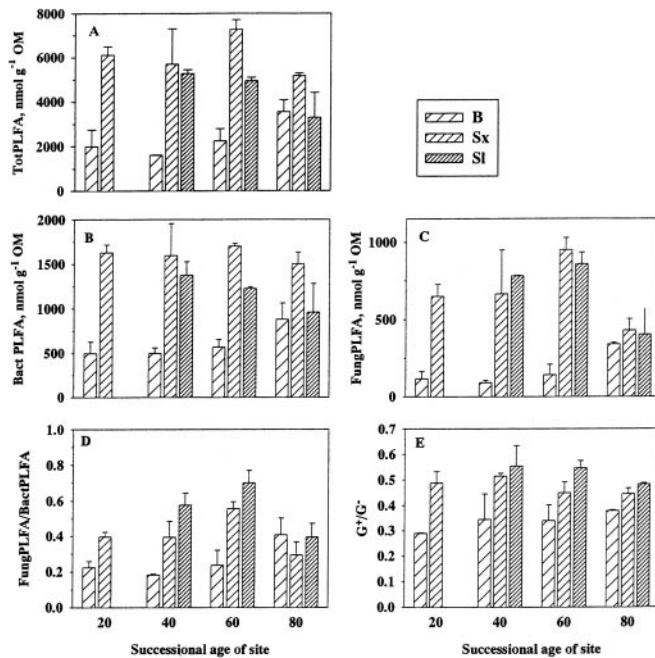 A
TotPLFA, nmol g⁻¹ OM
8000
6000
4000
2000
0
B
Sx
Sl
B
Bact PLFA, nmol g⁻¹ OM
2000
1500
1000
500
0
C
FungPLFA, nmol g⁻¹ OM
1000
750
500
250
0
D
FungPLFA/BactPLFA
1.0
0.8
0.6
0.4
0.2
0.0
20 40 60 80
Successional age of site
E
G⁺/G⁻
0.7
0.6
0.5
0.4
0.3
0.2
0.1
0.0
20 40 60 80
Successional age of site